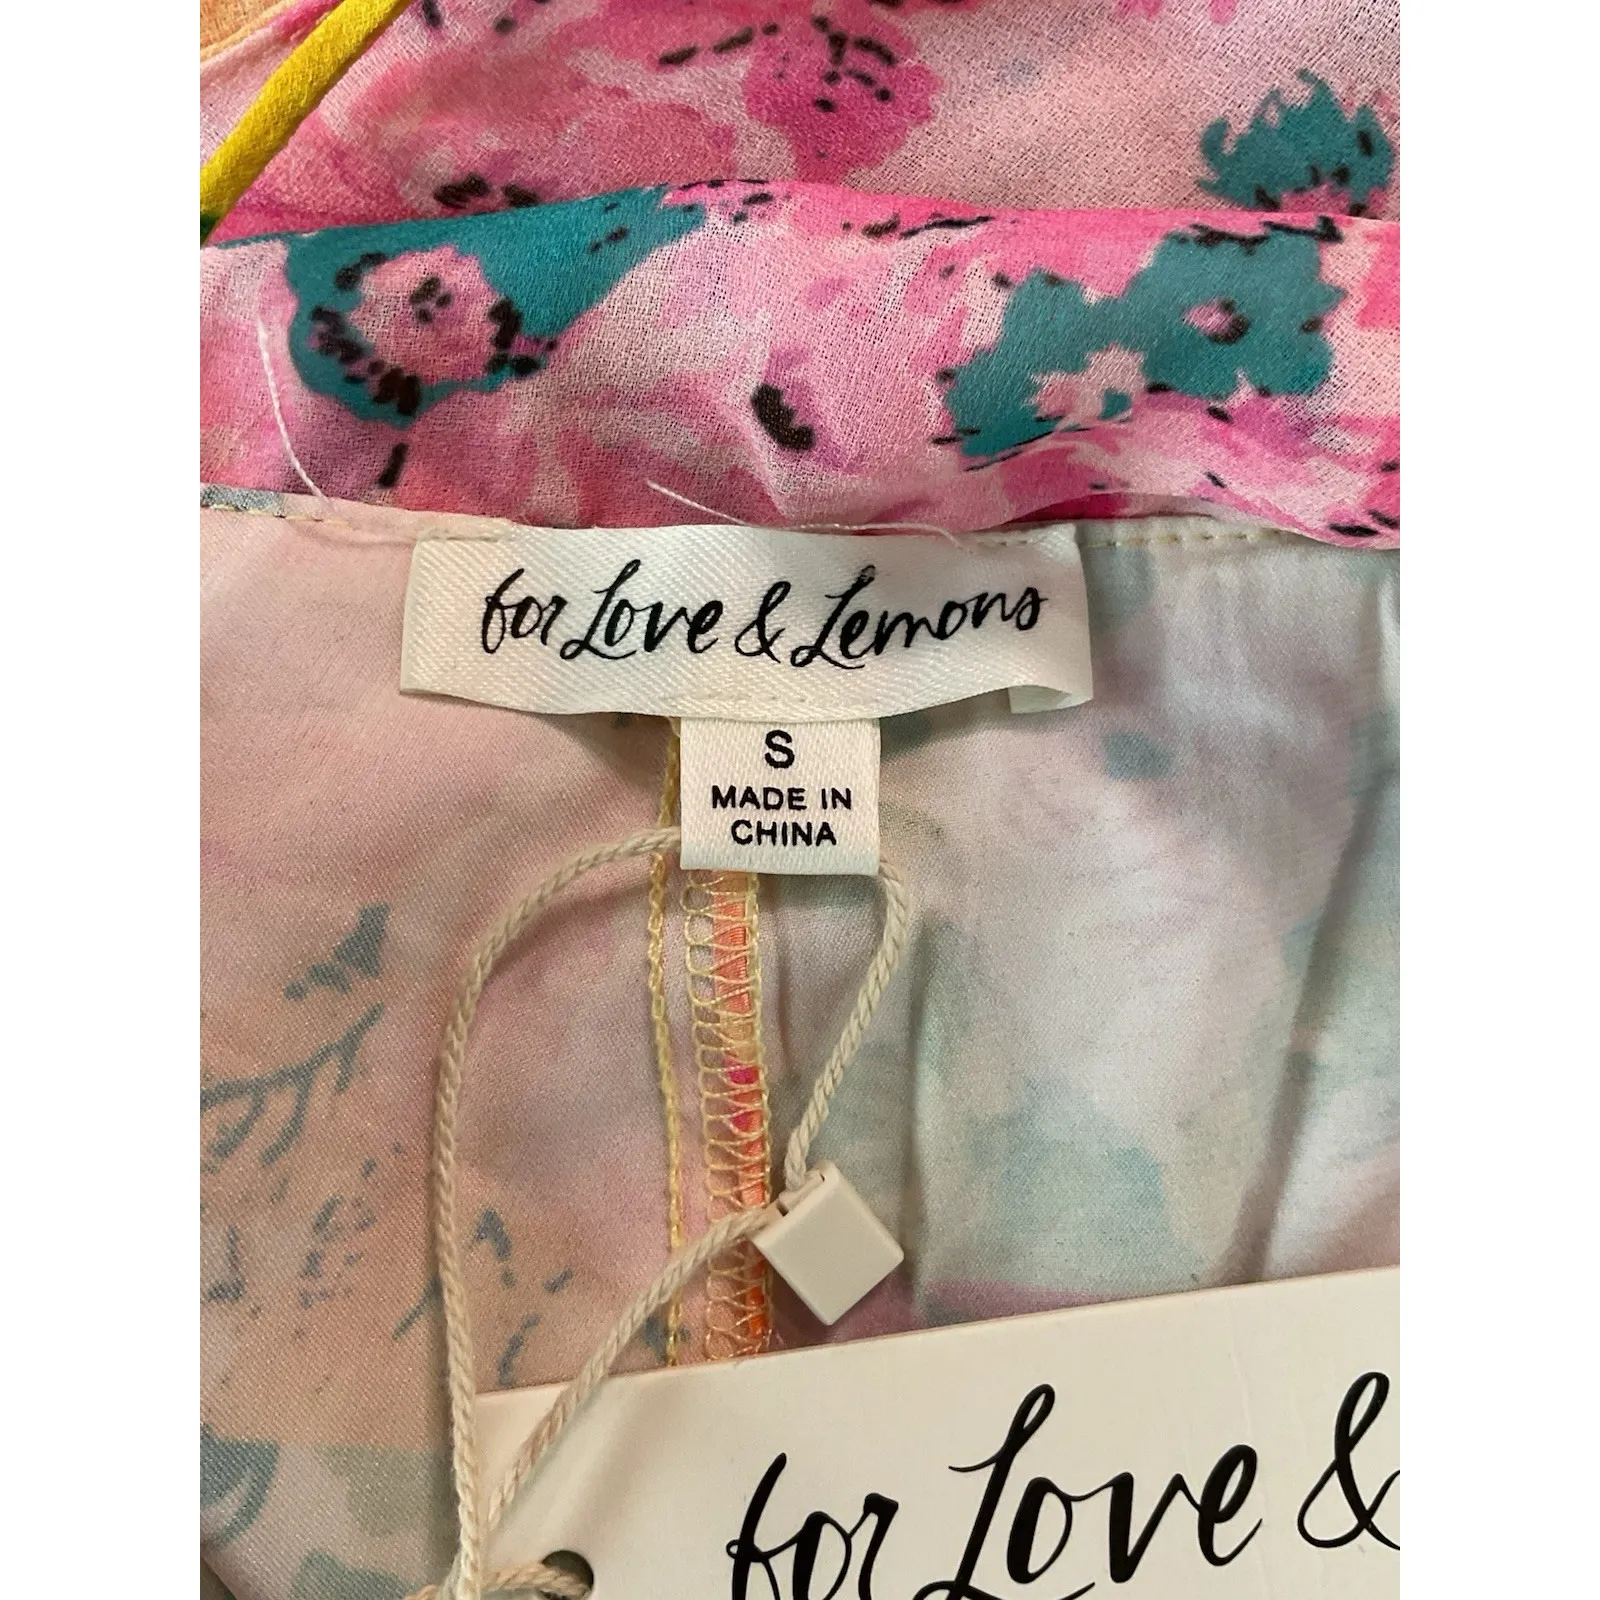 for Love & Lemons
S
MADE IN
CHINA
for Love &